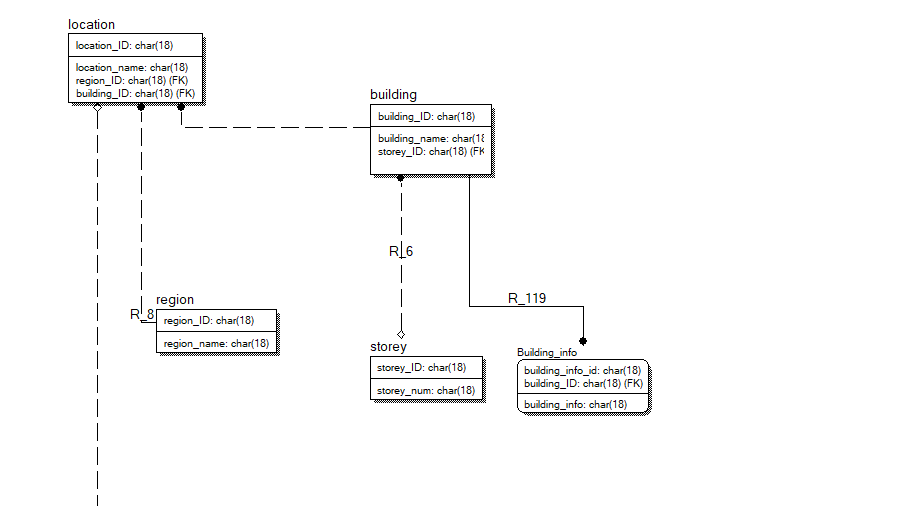 location
location_ID: char(18)
location_name: char(18)
region_ID: char(18) (FK)
building_ID: char(18) (FK)
building
building_ID: char(18)
building_name: char(18
storey_ID: char(18) (FK
R_6
R_119
region
R_8
region_ID: char(18)
region_name: char(18)
storey
storey_ID: char(18)
storey_num: char(18)
Building_info
building_info_id: char(18)
building_ID: char(18) (FK)
building_info: char(18)